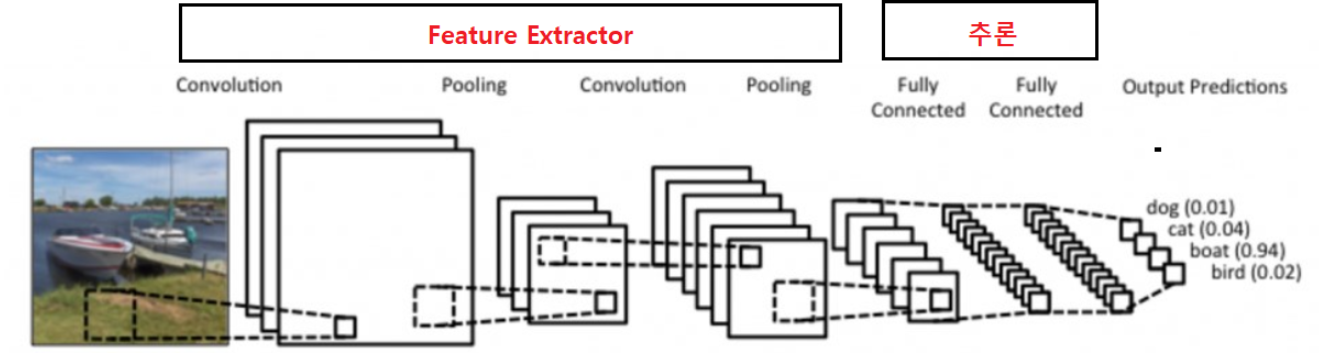 Feature Extractor
추론
Convolution
Pooling
Convolution
Pooling
Fully
Connected
Fully
Connected
Output Predictions
dog (0.01)
cat (0.04)
boat (0.94)
bird (0.02)